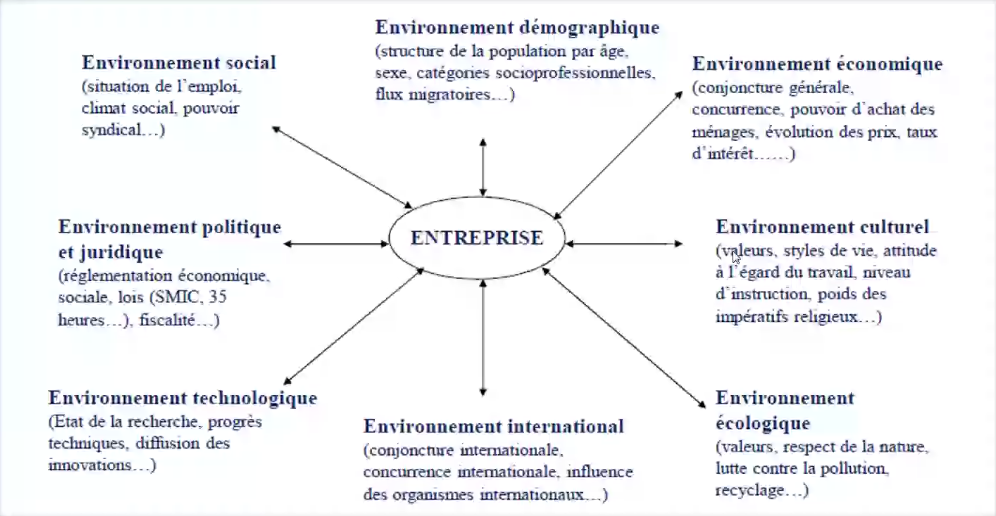 Environnement démographique
(structure de la population par âge,
sexe, catégories socioprofessionnelles,
flux migratoires…)
Environnement social
(situation de l'emploi,
climat social, pouvoir
syndical…)
Environnement économique
(conjoncture générale,
concurrence, pouvoir d'achat des
ménages, évolution des prix, taux
d'intérêt……)
Environnement politique
et juridique
(réglementation économique,
sociale, lois (SMIC, 35
heures…), fiscalité…)
ENTREPRISE
Environnement culturel
(valeurs, styles de vie, attitude
à l'égard du travail, niveau
d'instruction, poids des
impératifs religieux…)
Environnement technologique
(Etat de la recherche, progrès
techniques, diffusion des
innovations…)
Environnement international
(conjoncture internationale,
concurrence internationale, influence
des organismes internationaux…)
Environnement
écologique
(valeurs, respect de la nature,
lutte contre la pollution,
recyclage…)